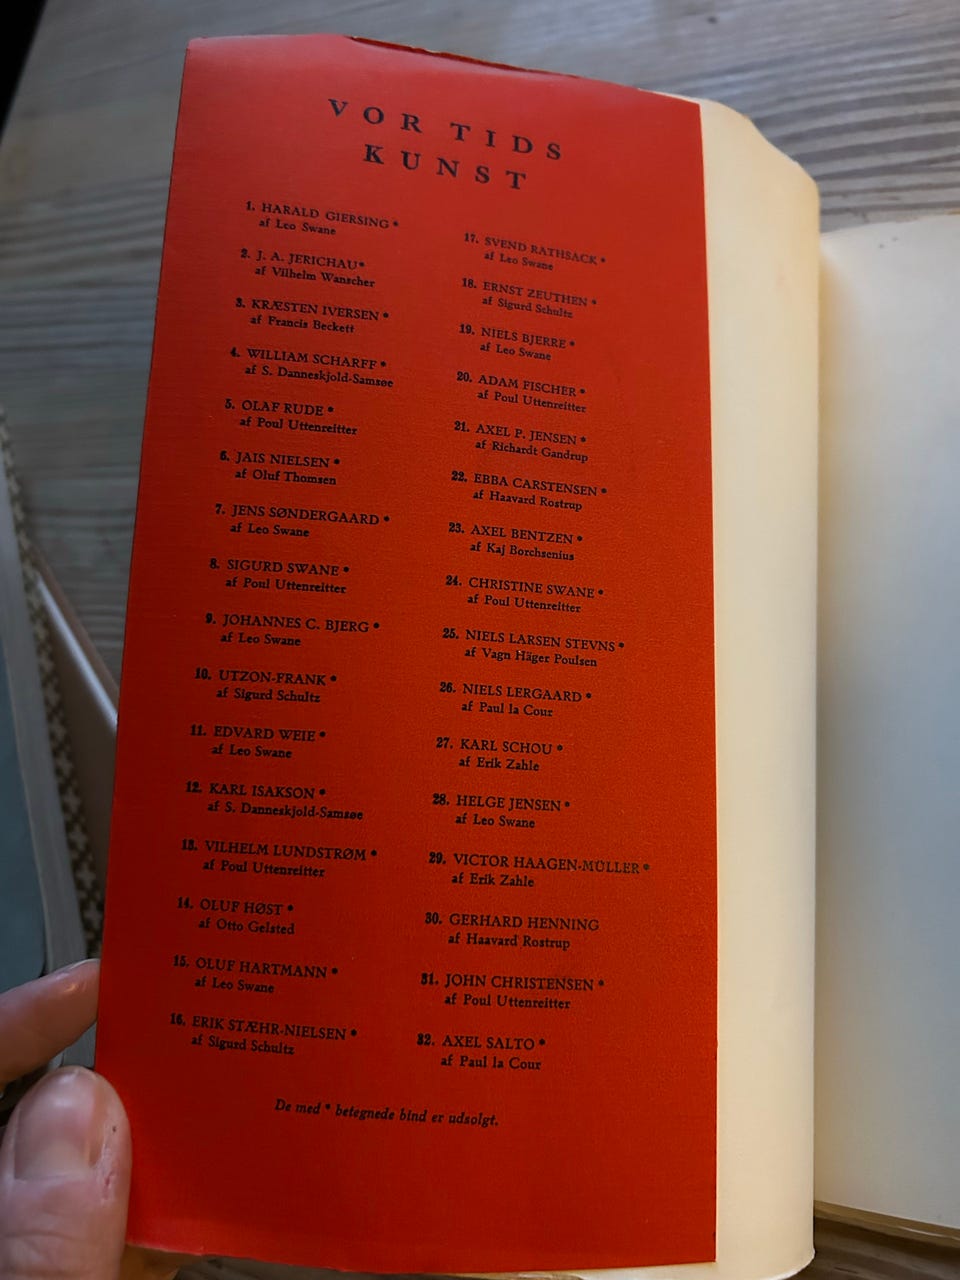 VOR TIDS
KUNST
1. HARALD GIERSING *
af Leo Swane
2. J. A. JERICHAU*
af Vilhelm Wanscher
3. KRÆSTEN IVERSEN *
af Francis Beckett
4. WILLIAM SCHARFF *
af S. Danneskjold-Samsøe
5. OLAF RUDE *
af Poul Uttenreitter
6. JAIS NIELSEN *
af Oluf Thomsen
7. JENS SØNDERGAARD *
af Leo Swane
8. SIGURD SWANE *
af Poul Uttenreitter
9. JOHANNES C. BJERG *
af Leo Swane
10. UTZON-FRANK *
af Sigurd Schultz
11. EDVARD WEIE *
af Leo Swane
12. KARL ISAKSON *
af S. Danneskjold-Samsøe
13. VILHELM LUNDSTRØM *
af Poul Uttenreitter
14. OLUF HØST *
af Otto Gelsted
15. OLUF HARTMANN *
af Leo Swane
16. ERIK STÆHR-NIELSEN *
af Sigurd Schultz
17. SVEND RATHSACK *
af Leo Swane
18. ERNST ZEUTHEN *
af Sigurd Schultz
19. NIELS BJERRE *
af Leo Swane
20. ADAM FISCHER *
af Poul Uttenreitter
21. AXEL P. JENSEN *
af Richardt Gandrup
22. EBBA CARSTENSEN *
af Haavard Rostrup
23. AXEL BENTZEN *
af Kaj Borchsenius
24. CHRISTINE SWANE *
af Poul Uttenreitter
25. NIELS LARSEN STEVNS *
af Vagn Häger Poulsen
26. NIELS LERGAARD *
af Paul la Cour
27. KARL SCHOU *
af Erik Zahle
28. HELGE JENSEN *
af Leo Swane
29. VICTOR HAAGEN-MÜLLER *
af Erik Zahle
30. GERHARD HENNING
af Haavard Rostrup
31. JOHN CHRISTENSEN *
af Poul Uttenreitter
32. AXEL SALTO *
af Paul la Cour
De med * betegnede bind er udsolgt.